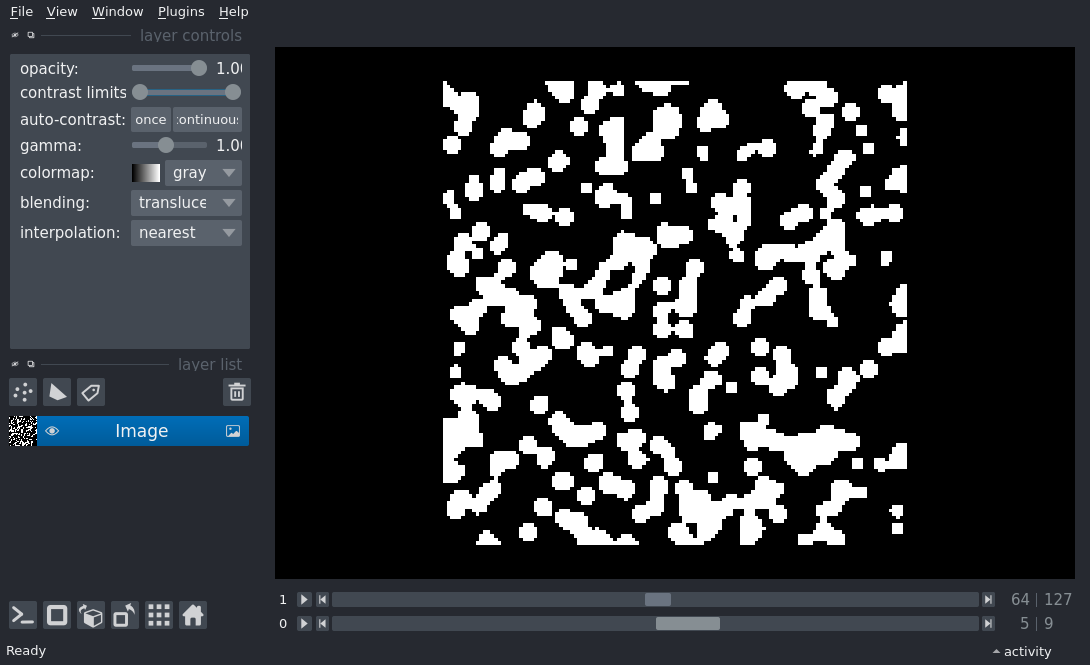 File View Window Plugins Help
layer controls
opacity: 1.00
contrast limits
auto-contrast: once continuous
gamma: 1.00
colormap: gray
blending: transluce
interpolation: nearest
layer list
Image
1 64 | 127
0 5 | 9
Ready activity